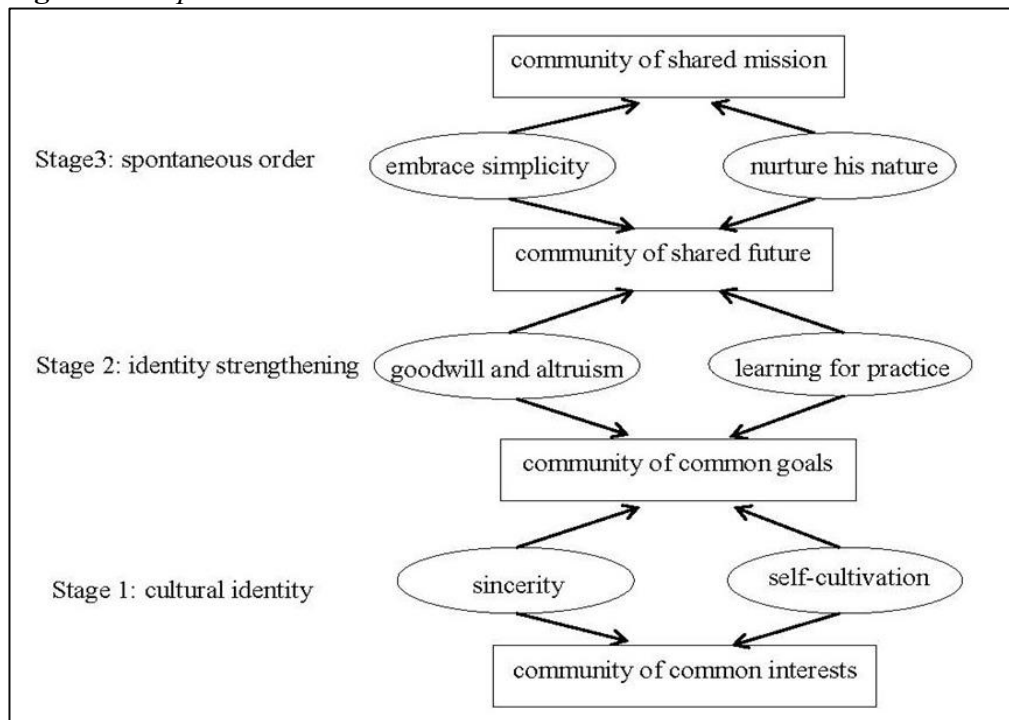 community of shared mission
Stage3: spontaneous order
embrace simplicity
nurture his nature
community of shared future
Stage 2: identity strengthening
goodwill and altruism
learning for practice
community of common goals
Stage 1: cultural identity
sincerity
self-cultivation
community of common interests